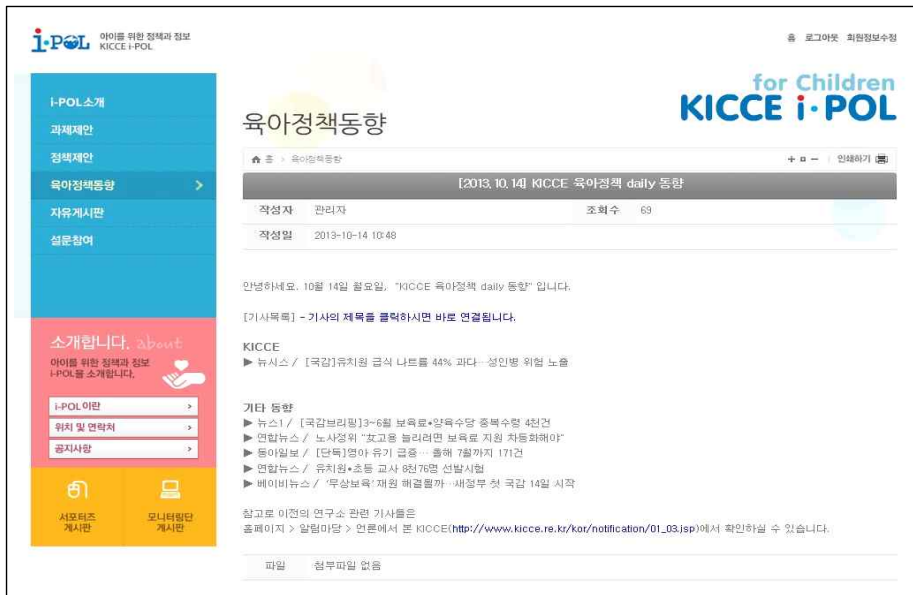 i·POL 아이를 위한 정책과 정보
KICCE i-POL
홈 로그아웃 회원정보수정
i-POL소개
과제제안
정책제안
육아정책동향 >
자유게시판
설문참여
소개합니다. about
아이를 위한 정책과 정보
i-POL을 소개합니다.
i-POL이란 >
위치 및 연락처 >
공지사항 >
서포터즈
게시판
모니터링단
게시판
for Children
KICCE i·POL
육아정책동향
홈 > 육아정책동향
인쇄하기
[2013.10.14] KICCE 육아정책 daily 동향
작성자 관리자 조회수 69
작성일 2013-10-14 10:48
안녕하세요. 10월 14일 월요일, "KICCE 육아정책 daily 동향" 입니다.
[기사목록] - 기사의 제목을 클릭하시면 바로 연결됩니다.
KICCE
▶ 뉴시스 / [국감]유치원 급식 나트륨 44% 과다…성인병 위험 노출
기타 동향
▶ 뉴스1 / [국감브리핑]3~6월 보육료•양육수당 중복수령 4천건
▶ 연합뉴스 / 노사정위 "女고용 늘리려면 보육료 지원 차등화해야"
▶ 동아일보 / [단독]영아 유기 급증… 올해 7월까지 171건
▶ 연합뉴스 / 유치원•초등 교사 8천76명 선발시험
▶ 베이비뉴스 / '무상보육' 재원 해결될까…새정부 첫 국감 14일 시작
참고로 이전의 연구소 관련 기사들은
홈페이지 > 알림마당 > 언론에서 본 KICCE(http://www.kicce.re.kr/kor/notification/01_03.jsp)에서 확인하실 수 있습니다.
파일 첨부파일 없음